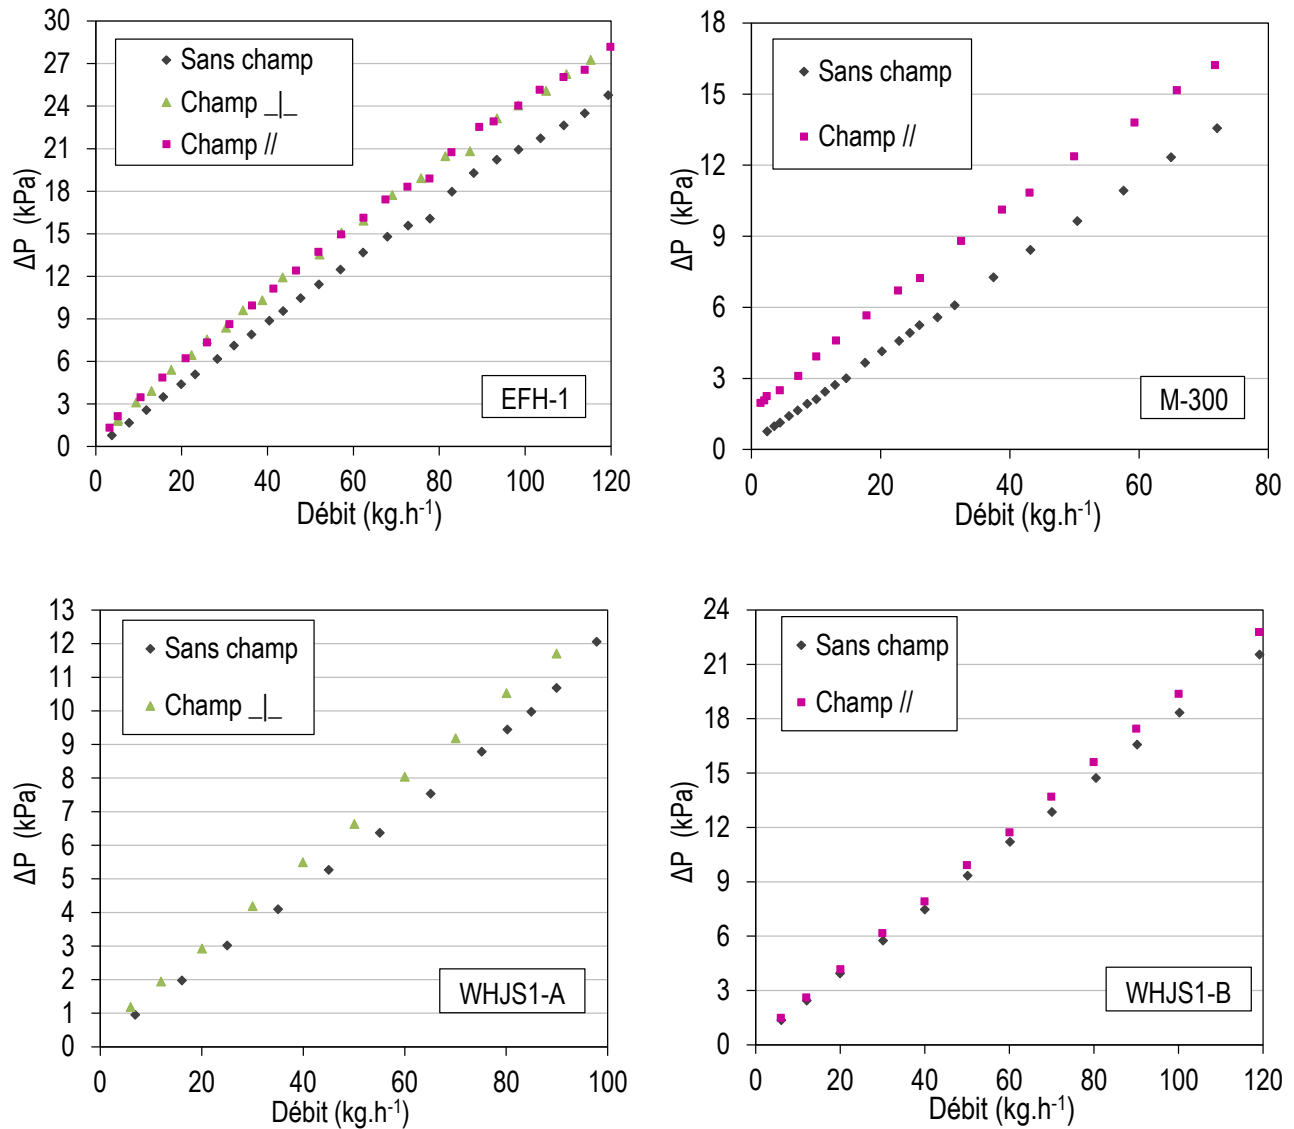 30
27
24
21
18
15
12
9
6
3
0
ΔP (kPa)
Sans champ
Champ _|_
Champ //
EFH-1
0 20 40 60 80 100 120
Débit (kg.h-1)
18
15
12
9
6
3
0
ΔP (kPa)
Sans champ
Champ //
M-300
0 20 40 60 80
Débit (kg.h-1)
13
12
11
10
9
8
7
6
5
4
3
2
1
0
ΔP (kPa)
Sans champ
Champ _|_
WHJS1-A
0 20 40 60 80 100
Débit (kg.h-1)
24
21
18
15
12
9
6
3
0
ΔP (kPa)
Sans champ
Champ //
WHJS1-B
0 20 40 60 80 100 120
Débit (kg.h-1)